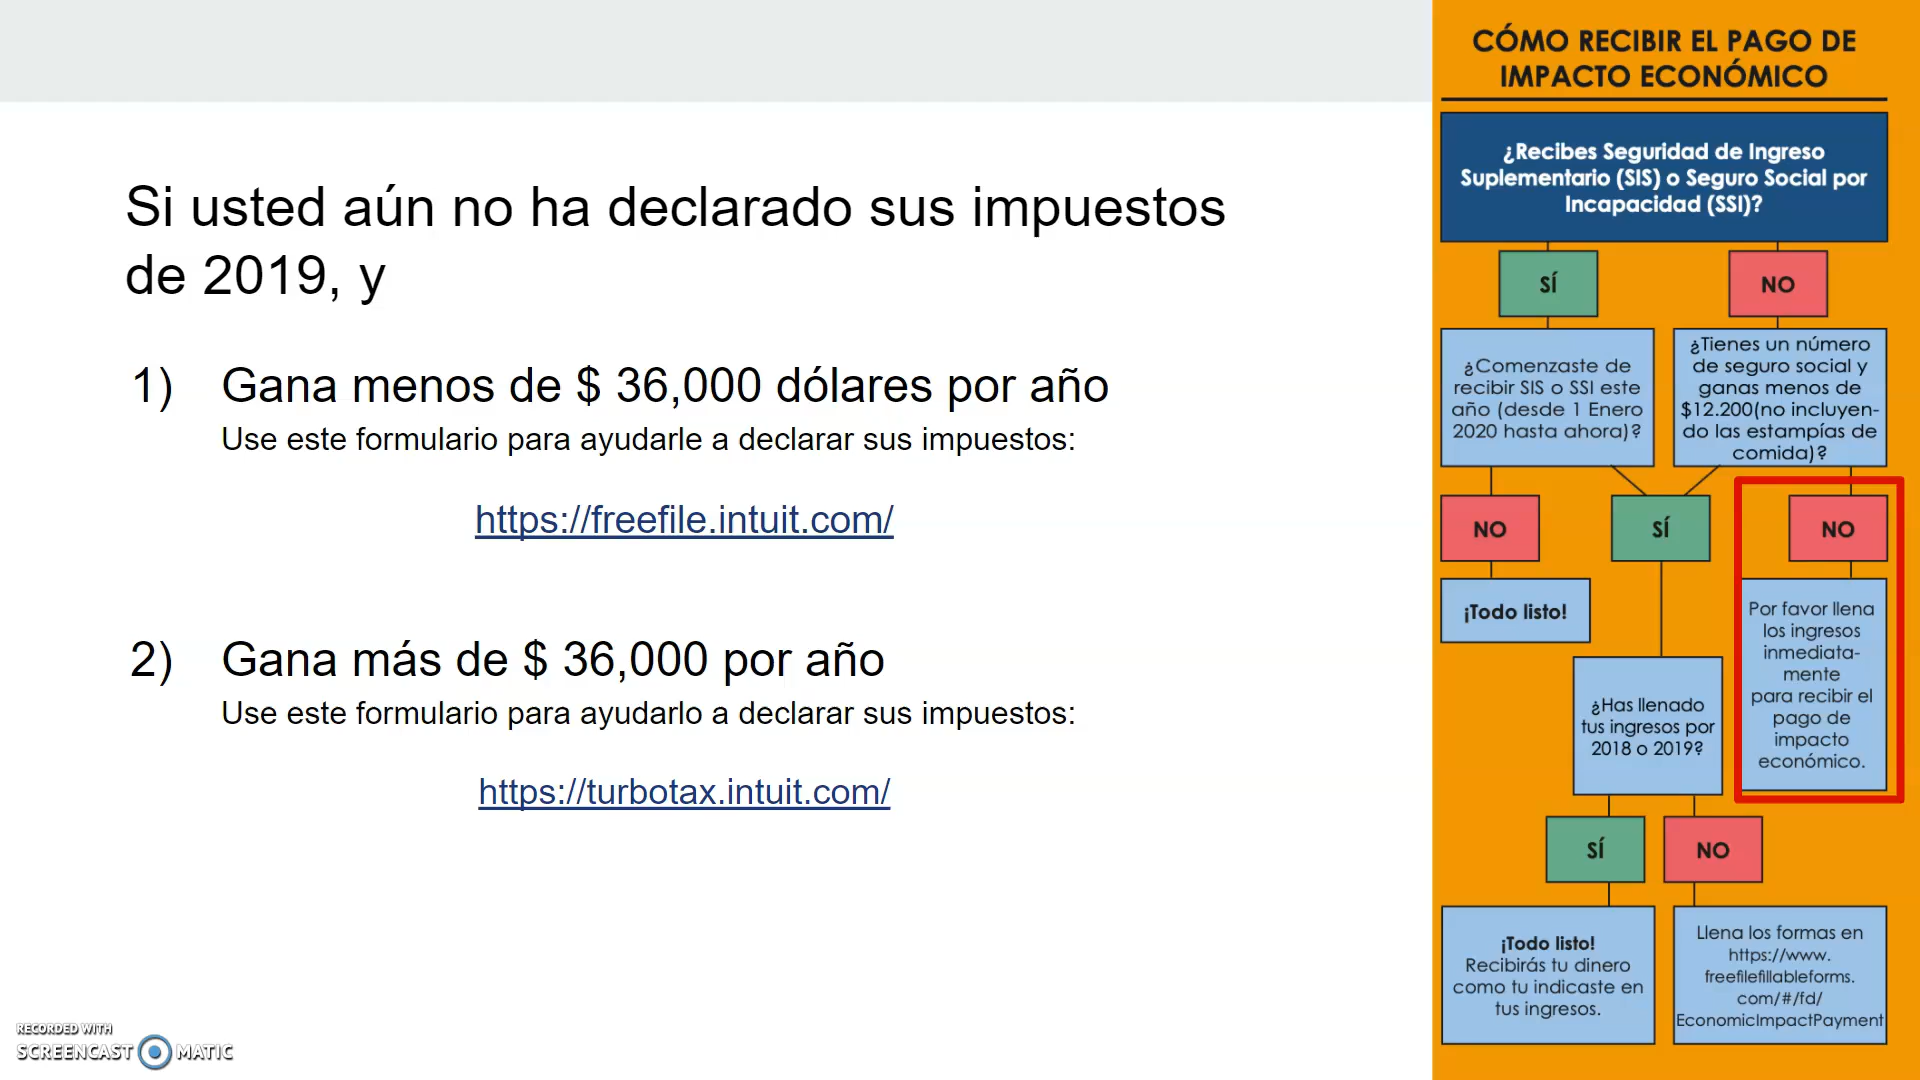 Si usted aún no ha declarado sus impuestos
de 2019, y
1) Gana menos de $ 36,000 dólares por año
Use este formulario para ayudarle a declarar sus impuestos:
https://freefile.intuit.com/
2) Gana más de $ 36,000 por año
Use este formulario para ayudarlo a declarar sus impuestos:
https://turbotax.intuit.com/
RECORDED WITH
SCREENCAST MATIC
CÓMO RECIBIR EL PAGO DE
IMPACTO ECONÓMICO
¿Recibes Seguridad de Ingreso
Suplementario (SIS) o Seguro Social por
Incapacidad (SSI)?
SÍ
NO
¿Comenzaste de
recibir SIS o SSI este
año (desde 1 Enero
2020 hasta ahora)?
¿Tienes un número
de seguro social y
ganas menos de
$12.200(no incluyen-
do las estampías de
comida)?
NO
SÍ
NO
¡Todo listo!
Por favor llena
los ingresos
inmediata-
mente
para recibir el
pago de
impacto
económico.
¿Has llenado
tus ingresos por
2018 o 2019?
SÍ
NO
¡Todo listo!
Recibirás tu dinero
como tu indicaste en
tus ingresos.
Llena los formas en
https://www.
freefilefillableforms.
com/#/fd/
EconomicImpactPayment